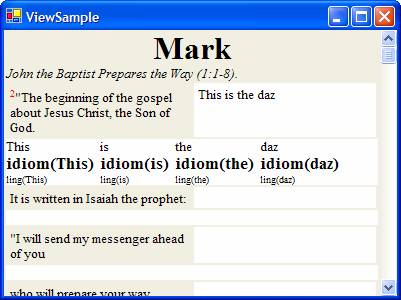 ViewSample
Mark
John the Baptist Prepares the Way (1:1-8).
2"The beginning of the gospel
about Jesus Christ, the Son of
God.
This is the daz
This is the daz
idiom(This) idiom(is) idiom(the) idiom(daz)
ling(This) ling(is) ling(the) ling(daz)
It is written in Isaiah the prophet:
"I will send my messenger ahead
of you
who will prepare your way